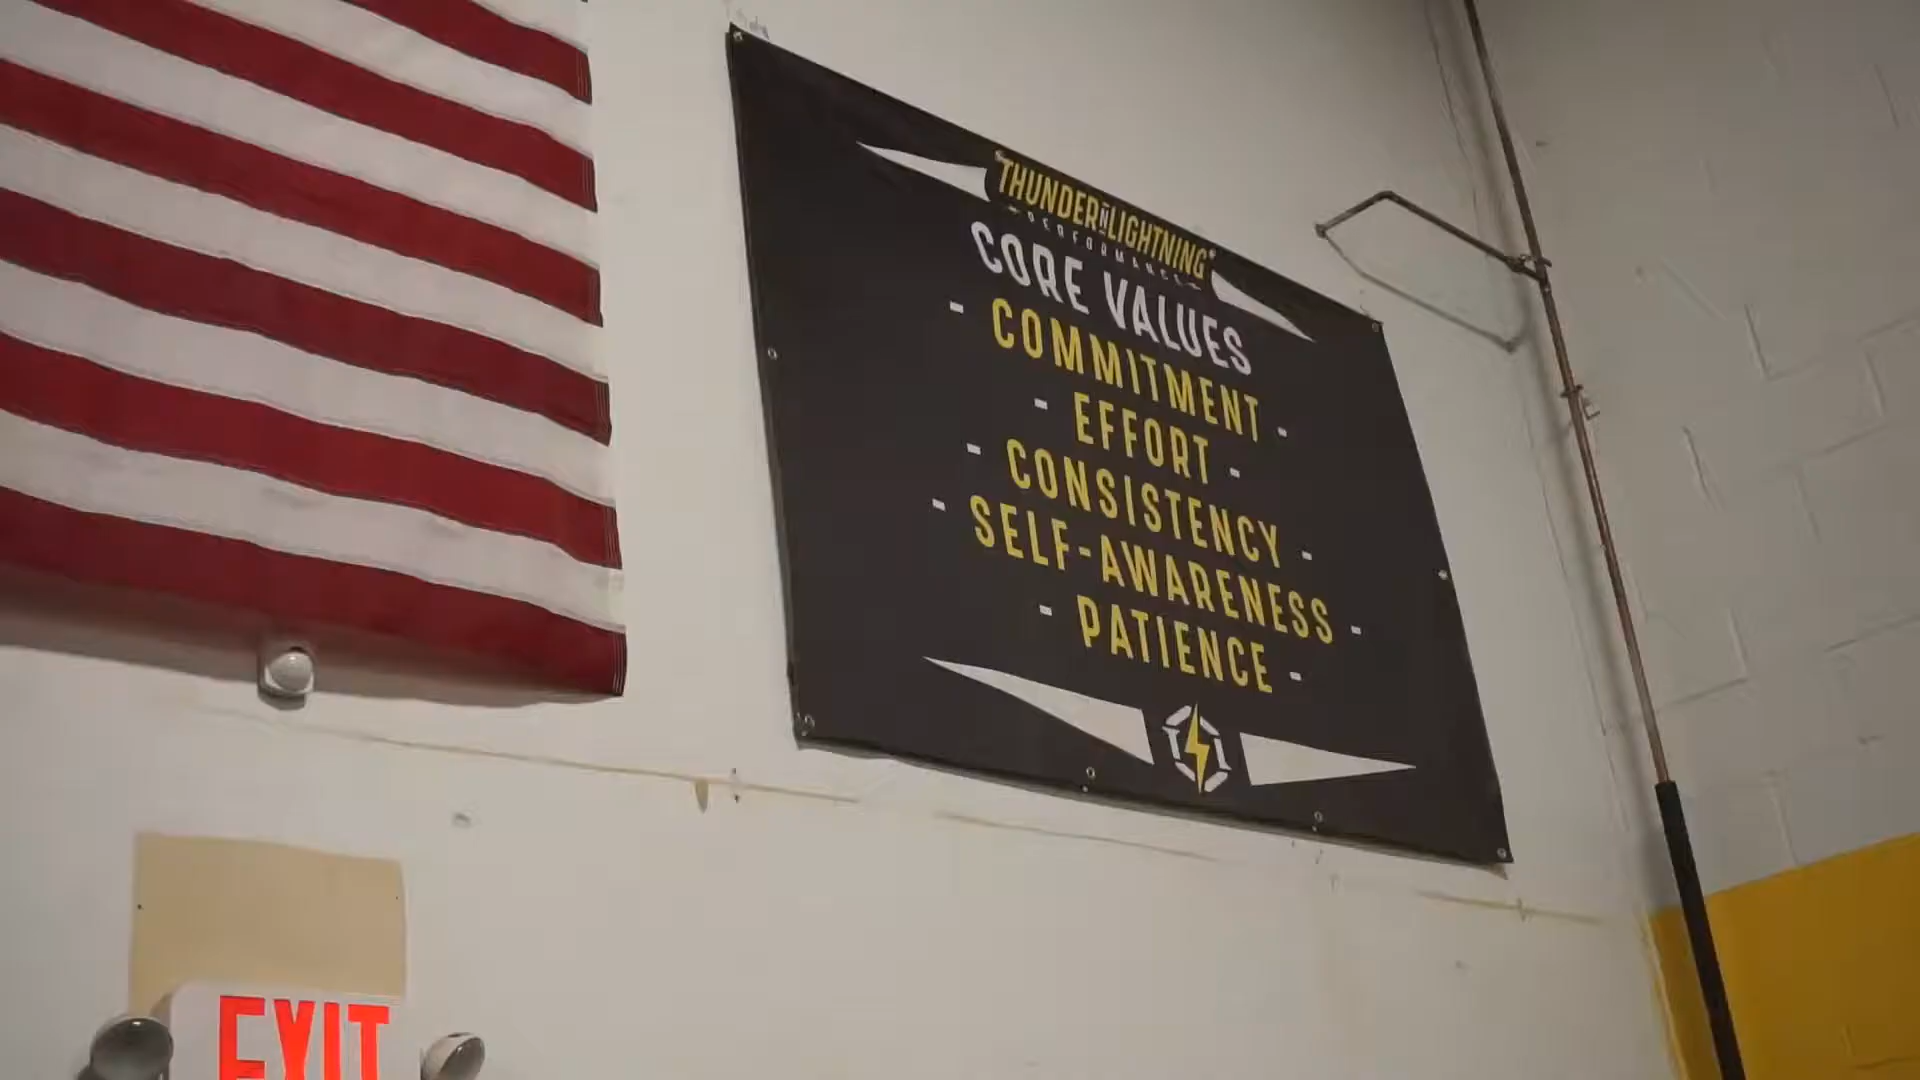 THUNDER N LIGHTNING
PERFORMANCE
CORE VALUES
- COMMITMENT -
- EFFORT -
- CONSISTENCY -
- SELF-AWARENESS -
- PATIENCE -
EXIT